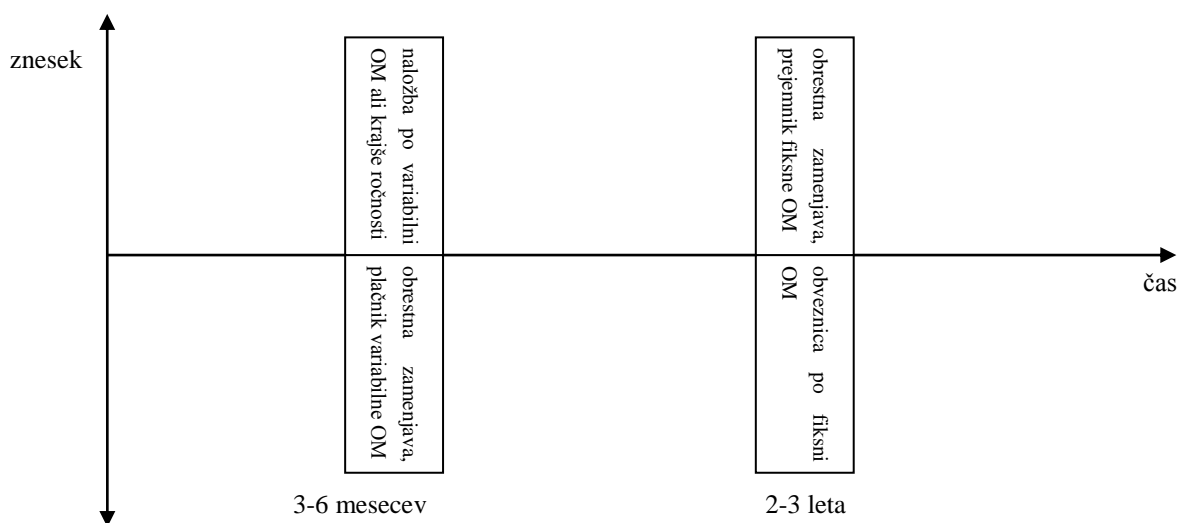 znesek
naložba po variabilni
OM ali krajše ročnosti
obrestna zamenjava,
prejemnik fiksne OM
čas
obrestna zamenjava,
plačnik variabilne OM
obveznica po fiksni
OM
3-6 mesecev
2-3 leta